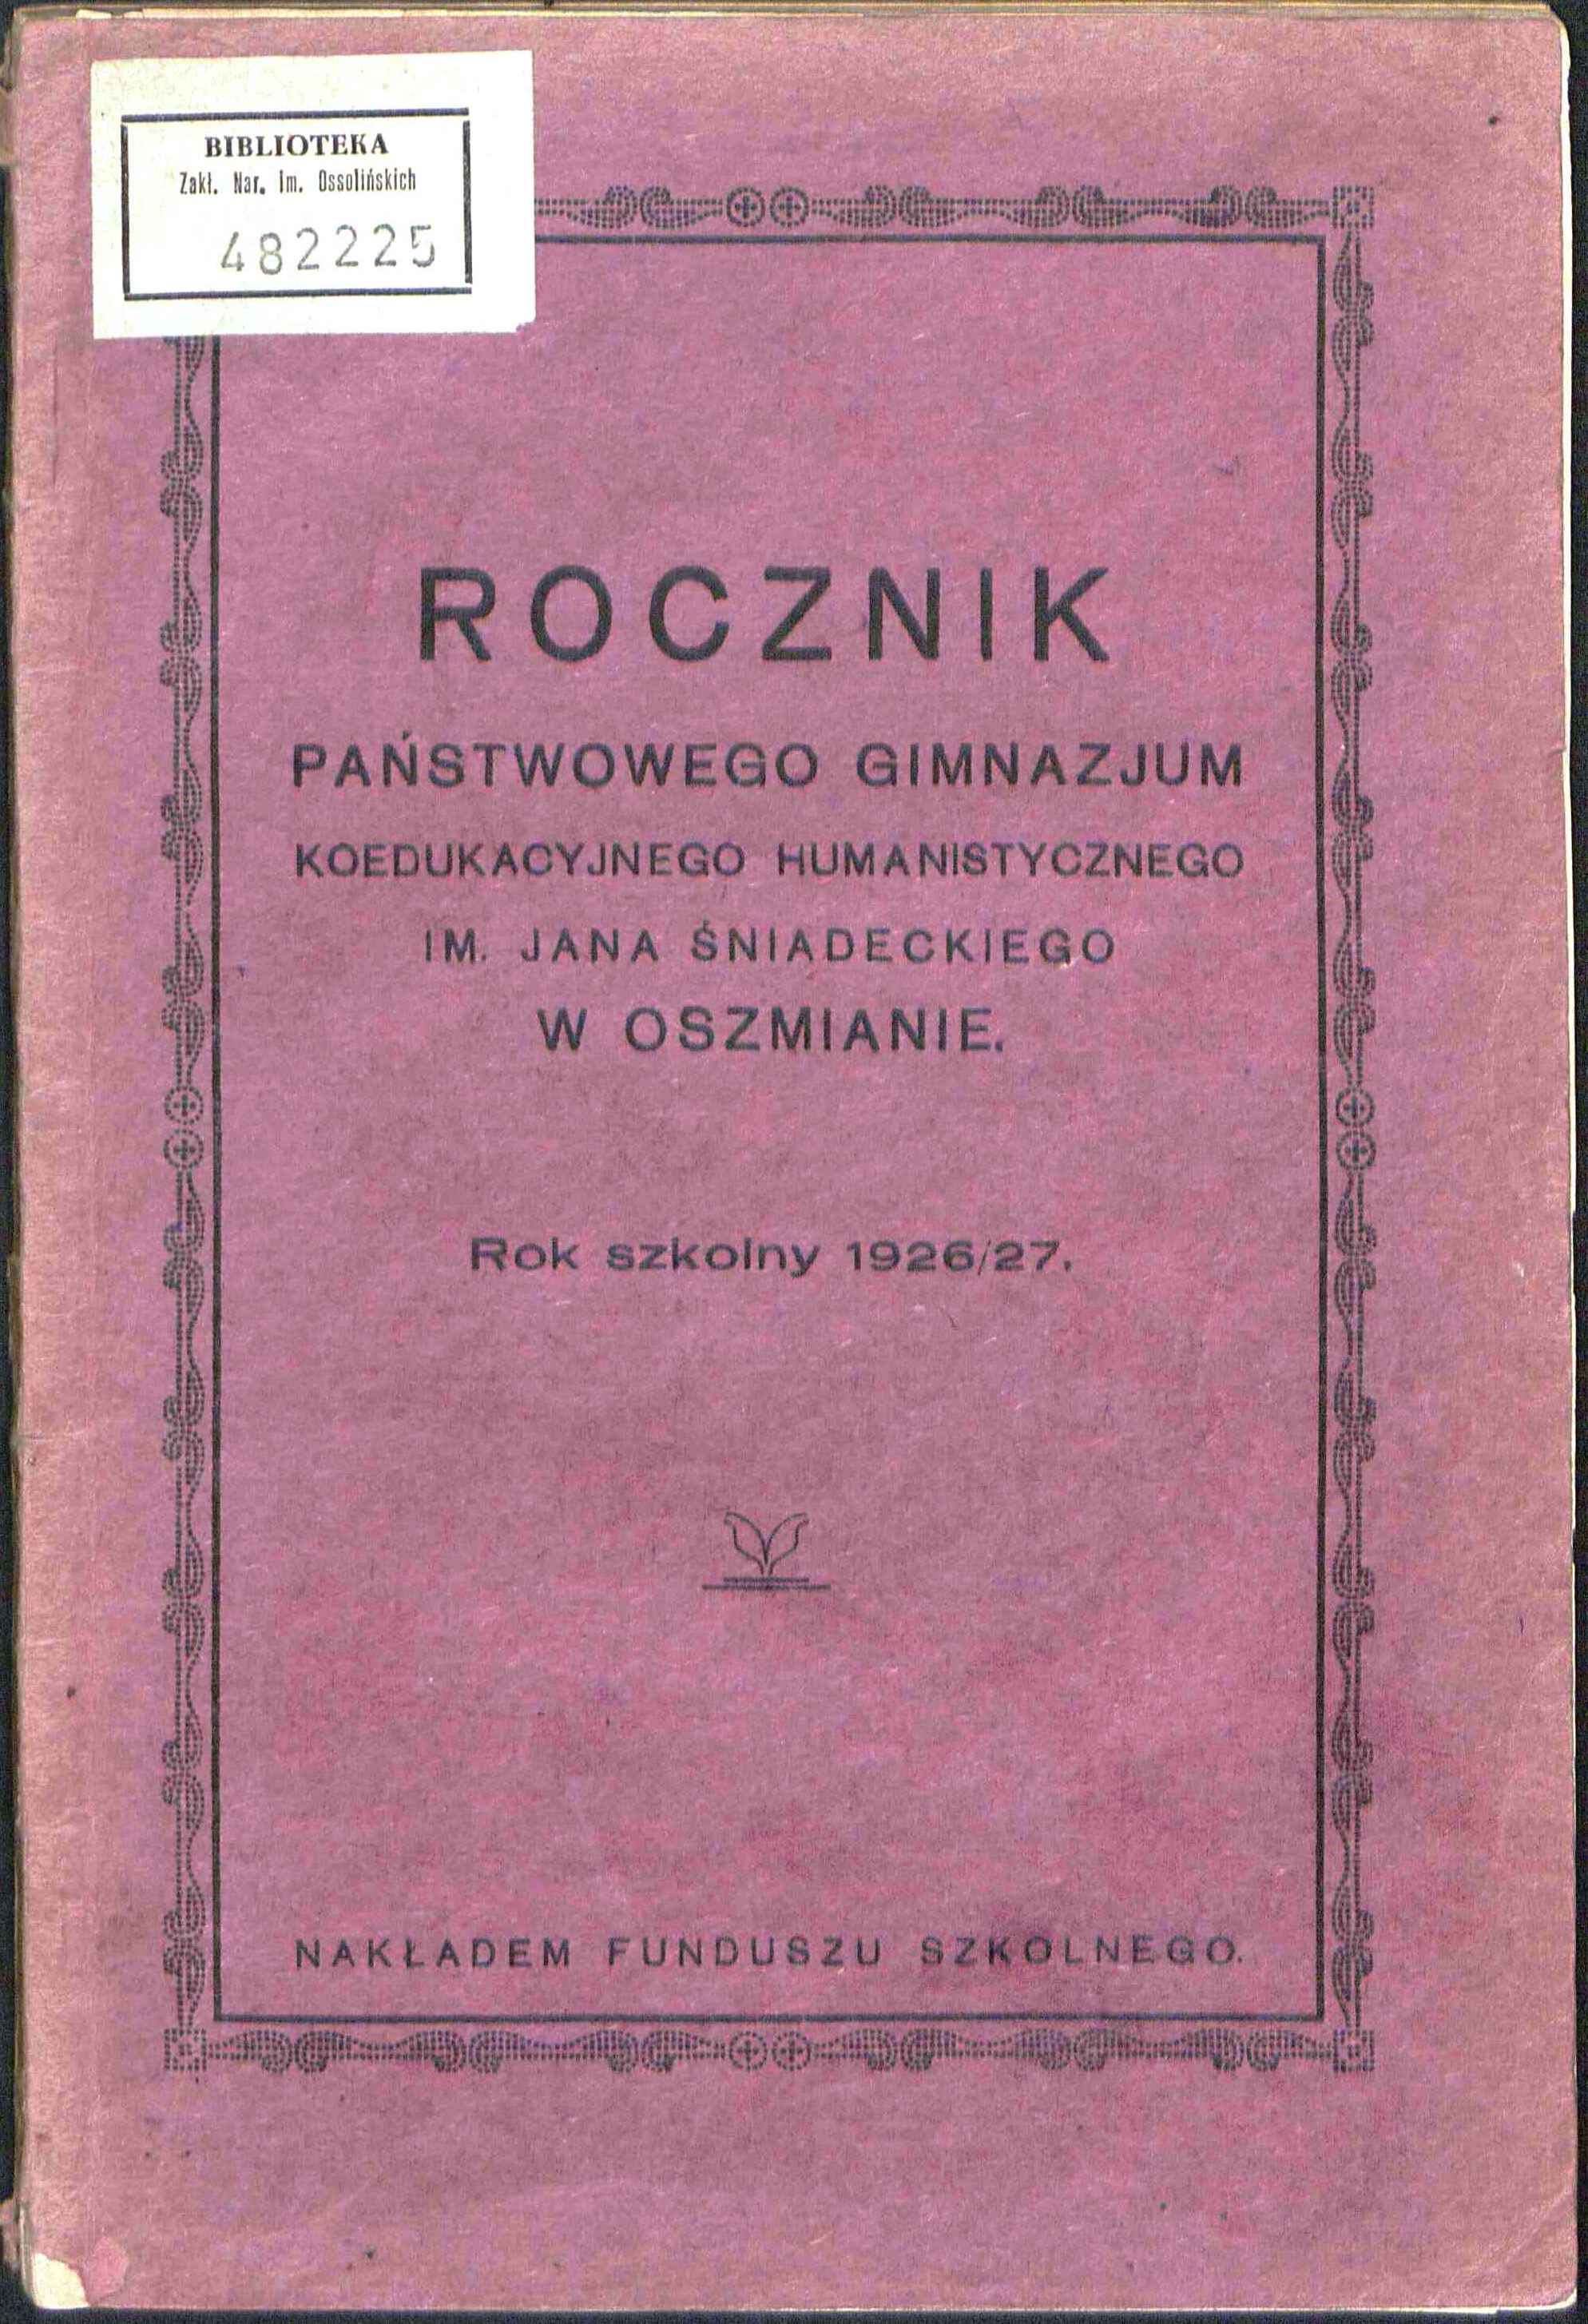 BIBLIOTEKA
Zakł. Nar. Im. Ossolińskich
482225
ROCZNIK
PAŃSTWOWEGO GIMNAZJUM
KOEDUKACYJNEGO HUMANISTYCZNEGO
IM. JANA ŚNIADECKIEGO
W OSZMIANIE.
Rok szkolny 1926/27.
NAKŁADEM FUNDUSZU SZKOLNEGO.